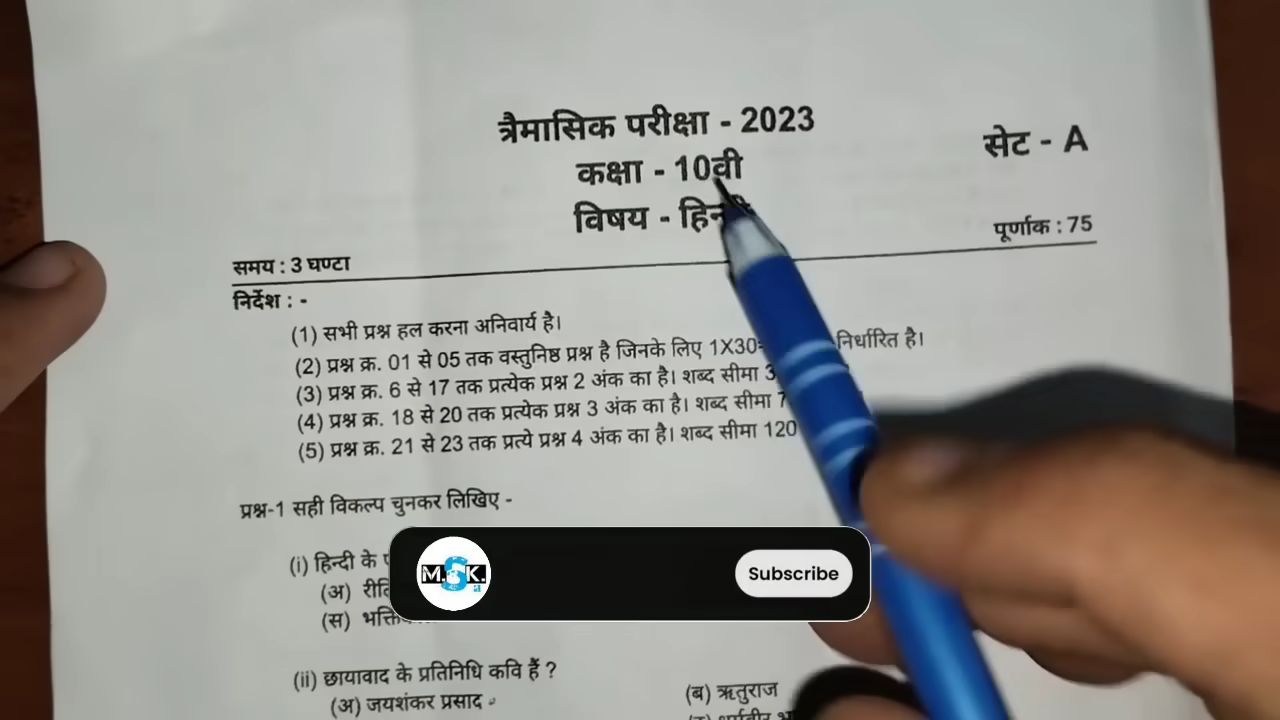 त्रैमासिक परीक्षा - 2023
कक्षा - 10वी
सेट - A
विषय -
पूर्णाक : 75
समय : 3 घण्टा
निर्देश : -
(1) सभी प्रश्न हल करना अनिवार्य है।
(2) प्रश्न क्र. 01 से 05 तक वस्तुनिष्ठ प्रश्न है जिनके लिए 1X30= निर्धारित है।
(3) प्रश्न क्र. 6 से 17 तक प्रत्येक प्रश्न 2 अंक का है। शब्द सीमा
(4) प्रश्न क्र. 18 से 20 तक प्रत्येक प्रश्न 3 अंक का है। शब्द सीमा
(5) प्रश्न क्र. 21 से 23 तक प्रत्ये प्रश्न 4 अंक का है। शब्द सीमा 120
प्रश्न-1 सही विकल्प चुनकर लिखिए -
(i) हिन्दी के
(अ)
(स)
M.S.K.
Subscribe
(ii) छायावाद के प्रतिनिधि कवि हैं ?
(अ) जयशंकर प्रसाद
(ब) ऋतुराज